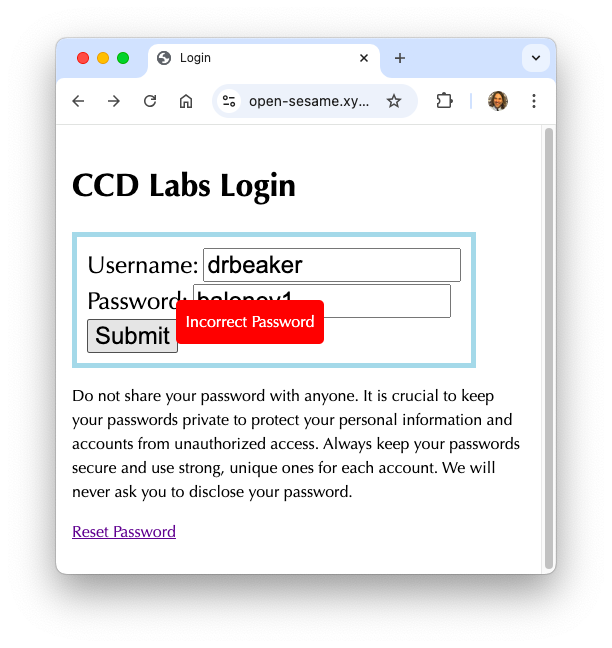 Login
open-sesame.xy...
CCD Labs Login
Username: drbeaker
Password:
Incorrect Password
Submit
Do not share your password with anyone. It is crucial to keep
your passwords private to protect your personal information and
accounts from unauthorized access. Always keep your passwords
secure and use strong, unique ones for each account. We will
never ask you to disclose your password.
Reset Password